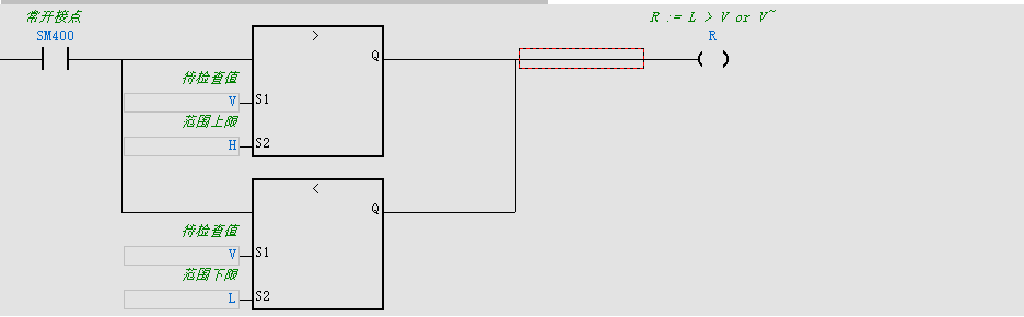 常开接点
SM400
R := L > V or V~
R
>
Q
待检查值
V
S1
范围上限
H
S2
<
Q
待检查值
V
S1
范围下限
L
S2